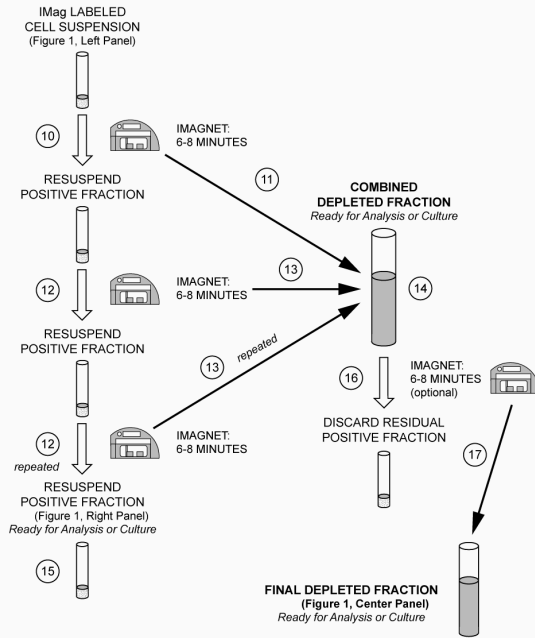 IMag LABELED
CELL SUSPENSION
(Figure 1, Left Panel)
10
IMAGNET:
6-8 MINUTES
11
RESUSPEND
POSITIVE FRACTION
COMBINED
DEPLETED FRACTION
Ready for Analysis or Culture
12
IMAGNET:
6-8 MINUTES
13
14
RESUSPEND
POSITIVE FRACTION
13
repeated
16
IMAGNET:
6-8 MINUTES
(optional)
DISCARD RESIDUAL
POSITIVE FRACTION
12
repeated
IMAGNET:
6-8 MINUTES
17
RESUSPEND
POSITIVE FRACTION
(Figure 1, Right Panel)
Ready for Analysis or Culture
15
FINAL DEPLETED FRACTION
(Figure 1, Center Panel)
Ready for Analysis or Culture